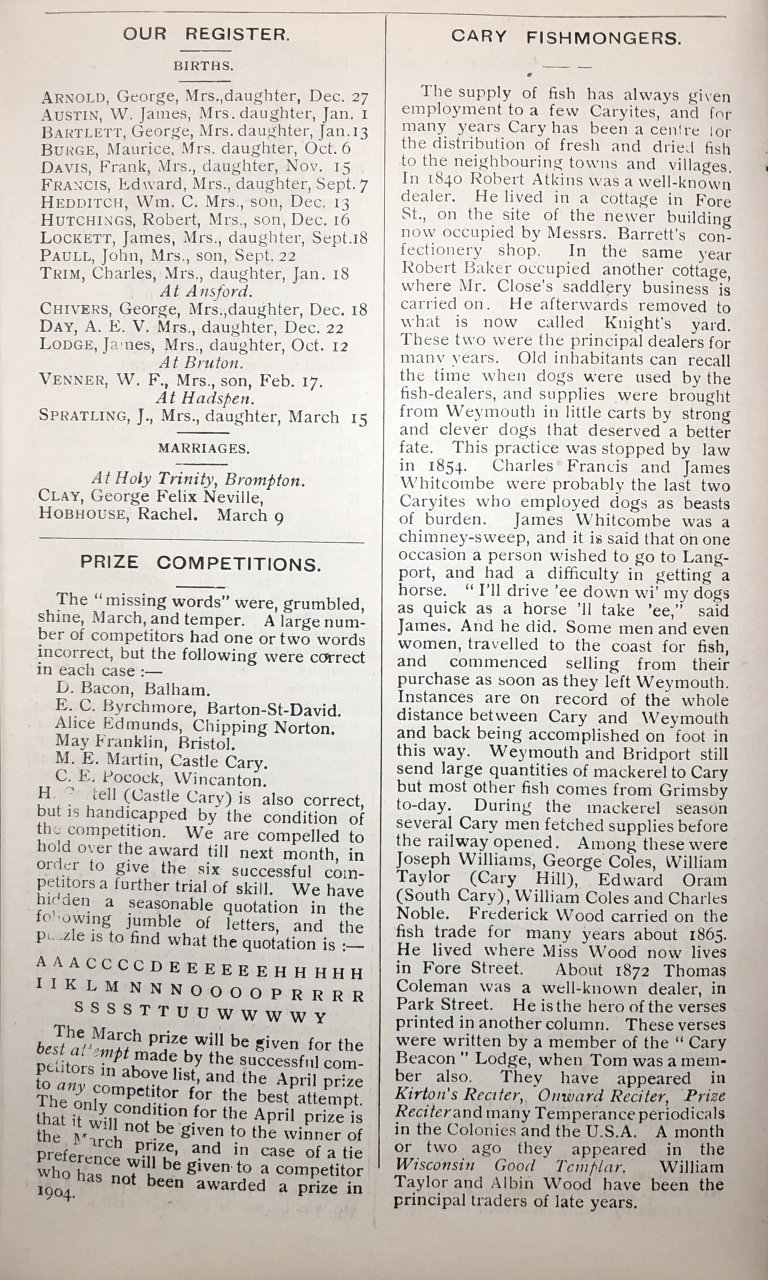 OUR REGISTER.
BIRTHS.
ARNOLD, George, Mrs.,daughter, Dec. 27
AUSTIN, W. James, Mrs. daughter, Jan. 1
BARTLETT, George, Mrs. daughter, Jan.13
BURGE, Maurice, Mrs. daughter, Oct. 6
DAVIS, Frank, Mrs., daughter, Nov. 15
FRANCIS, Edward, Mrs., daughter, Sept. 7
HEDDITCH, Wm. C. Mrs., son, Dec. 13
HUTCHINGS, Robert, Mrs., son, Dec. 16
LOCKETT, James, Mrs., daughter, Sept.18
PAULL, John, Mrs., son, Sept. 22
TRIM, Charles, Mrs., daughter, Jan. 18
At Ansford.
CHIVERS, George, Mrs.,daughter, Dec. 18
DAY, A. E. V. Mrs., daughter, Dec. 22
LODGE, James, Mrs., daughter, Oct. 12
At Bruton.
VENNER, W. F., Mrs., son, Feb. 17.
At Hadspen.
SPRATLING, J., Mrs., daughter, March 15
MARRIAGES.
At Holy Trinity, Brompton.
CLAY, George Felix Neville,
HOBHOUSE, Rachel. March 9
PRIZE COMPETITIONS.
The "missing words" were, grumbled,
shine, March, and temper. A large num-
ber of competitors had one or two words
incorrect, but the following were correct
in each case :—
D. Bacon, Balham.
E. C. Byrchmore, Barton-St-David.
Alice Edmunds, Chipping Norton.
May Franklin, Bristol.
M. E. Martin, Castle Cary.
C. E. Pocock, Wincanton.
H. tell (Castle Cary) is also correct,
but is handicapped by the condition of
the competition. We are compelled to
hold over the award till next month, in
order to give the six successful com-
petitors a further trial of skill. We have
hidden a seasonable quotation in the
following jumble of letters, and the
puzzle is to find what the quotation is :—
A A A C C C C D E E E E E E H H H H H
I I K L M N N N O O O O P R R R R
S S S S T T U U W W W W Y
The March prize will be given for the
best attempt made by the successful com-
petitors in above list, and the April prize
to any competitor for the best attempt.
The only condition for the April prize is
that it will not be given to the winner of
the March prize, and in case of a tie
preference will be given to a competitor
who has not been awarded a prize in
1904.
CARY FISHMONGERS.
The supply of fish has always given
employment to a few Caryites, and for
many years Cary has been a centre for
the distribution of fresh and dried fish
to the neighbouring towns and villages.
In 1840 Robert Atkins was a well-known
dealer. He lived in a cottage in Fore
St., on the site of the newer building
now occupied by Messrs. Barrett's con-
fectionery shop. In the same year
Robert Baker occupied another cottage,
where Mr. Close's saddlery business is
carried on. He afterwards removed to
what is now called Knight's yard.
These two were the principal dealers for
many years. Old inhabitants can recall
the time when dogs were used by the
fish-dealers, and supplies were brought
from Weymouth in little carts by strong
and clever dogs that deserved a better
fate. This practice was stopped by law
in 1854. Charles Francis and James
Whitcombe were probably the last two
Caryites who employed dogs as beasts
of burden. James Whitcombe was a
chimney-sweep, and it is said that on one
occasion a person wished to go to Lang-
port, and had a difficulty in getting a
horse. "I'll drive 'ee down wi' my dogs
as quick as a horse 'll take 'ee," said
James. And he did. Some men and even
women, travelled to the coast for fish,
and commenced selling from their
purchase as soon as they left Weymouth.
Instances are on record of the whole
distance between Cary and Weymouth
and back being accomplished on foot in
this way. Weymouth and Bridport still
send large quantities of mackerel to Cary
but most other fish comes from Grimsby
to-day. During the mackerel season
several Cary men fetched supplies before
the railway opened. Among these were
Joseph Williams, George Coles, William
Taylor (Cary Hill), Edward Oram
(South Cary), William Coles and Charles
Noble. Frederick Wood carried on the
fish trade for many years about 1865.
He lived where Miss Wood now lives
in Fore Street. About 1872 Thomas
Coleman was a well-known dealer, in
Park Street. He is the hero of the verses
printed in another column. These verses
were written by a member of the "Cary
Beacon" Lodge, when Tom was a mem-
ber also. They have appeared in
Kirton's Reciter, Onward Reciter, Prize
Reciter and many Temperance periodicals
in the Colonies and the U.S.A. A month
or two ago they appeared in the
Wisconsin Good Templar. William
Taylor and Albin Wood have been the
principal traders of late years.